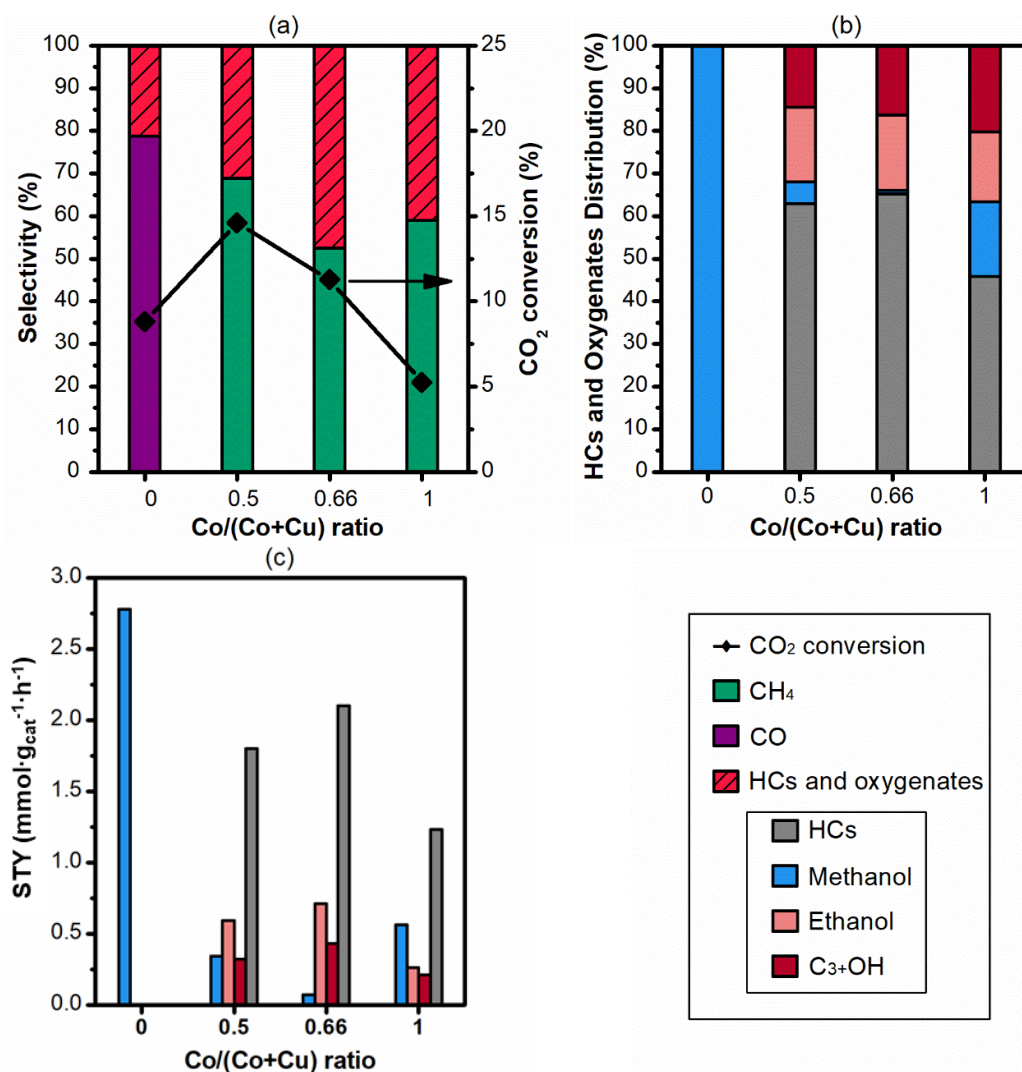 (a)
100
90
80
70
60
50
40
30
20
10
0
Selectivity (%)
25
20
15
10
5
0
CO₂ conversion (%)
0 0.5 0.66 1
Co/(Co+Cu) ratio
(b)
100
90
80
70
60
50
40
30
20
10
0
HCs and Oxygenates Distribution (%)
0 0.5 0.66 1
Co/(Co+Cu) ratio
(c)
3.0
2.5
2.0
1.5
1.0
0.5
0.0
STY (mmol·g_cat⁻¹·h⁻¹)
0 0.5 0.66 1
Co/(Co+Cu) ratio
CO₂ conversion
CH₄
CO
HCs and oxygenates
HCs
Methanol
Ethanol
C₃₊OH